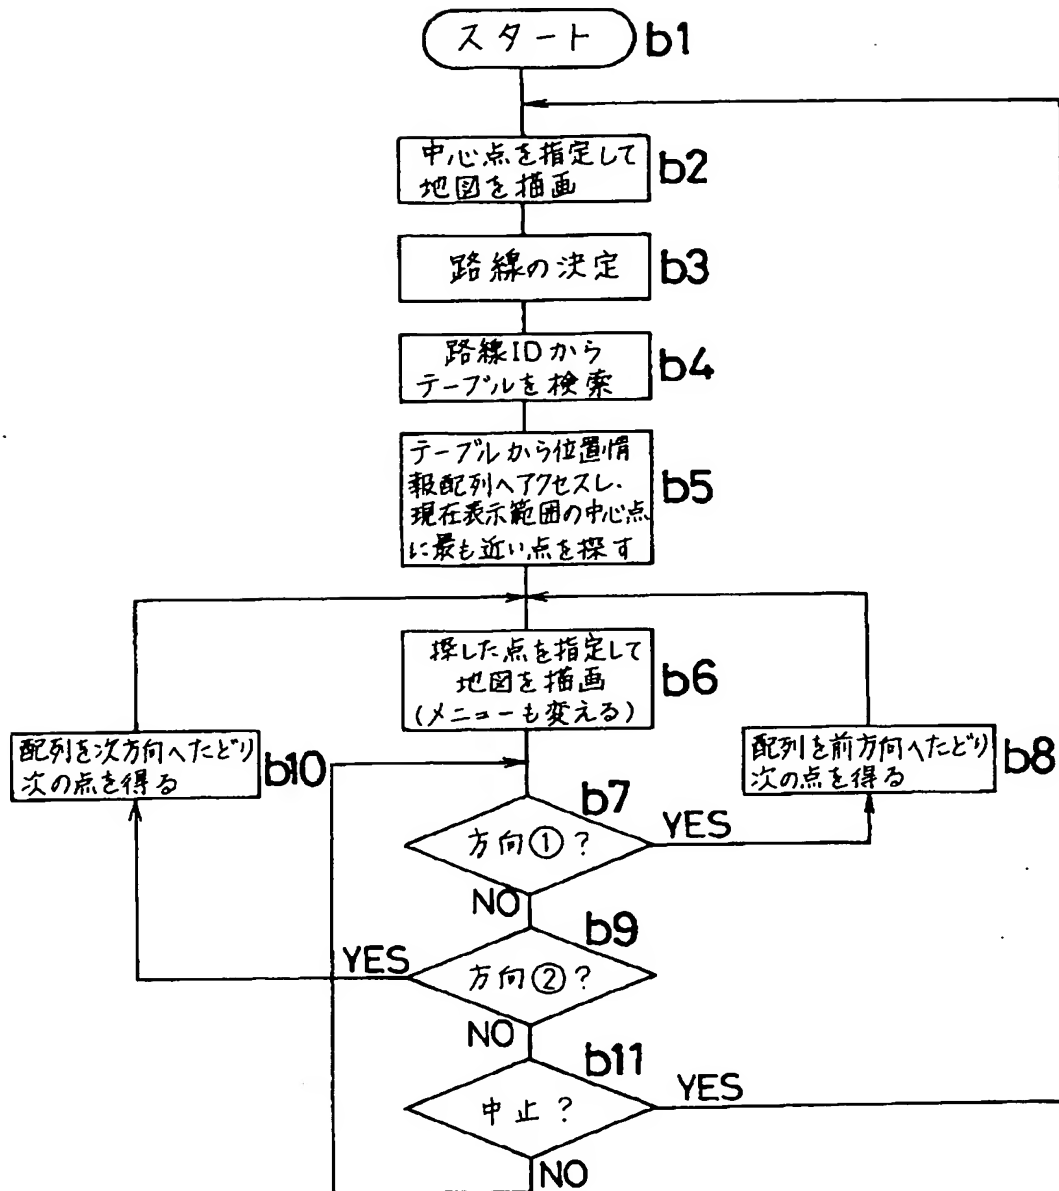 スタート b1
中心点を指定して
地図を描画
b2
路線の決定 b3
路線IDから
テーブルを検索
b4
テーブルから位置情
報配列へアクセスし、
現在表示範囲の中心点
に最も近い点を探す
b5
探した点を指定して
地図を描画
(メニューも変える)
b6
配列を次方向へたどり
次の点を得る
b10
配列を前方向へたどり
次の点を得る
b8
b7
方向①?
YES
NO
b9
方向②?
YES
NO
b11
中止?
YES
NO